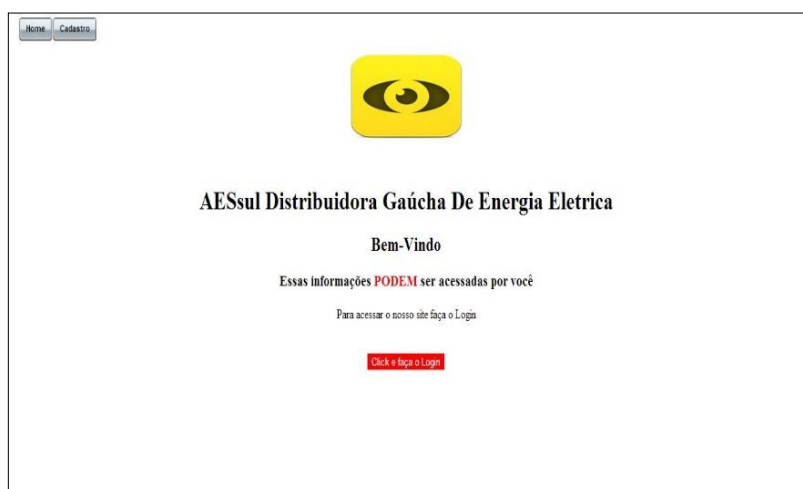 Home Cadastro
AESsul Distribuidora Gaúcha De Energia Eletrica
Bem-Vindo
Essas informações PODEM ser acessadas por você
Para acessar o nosso site faça o Login
Click e faça o Login